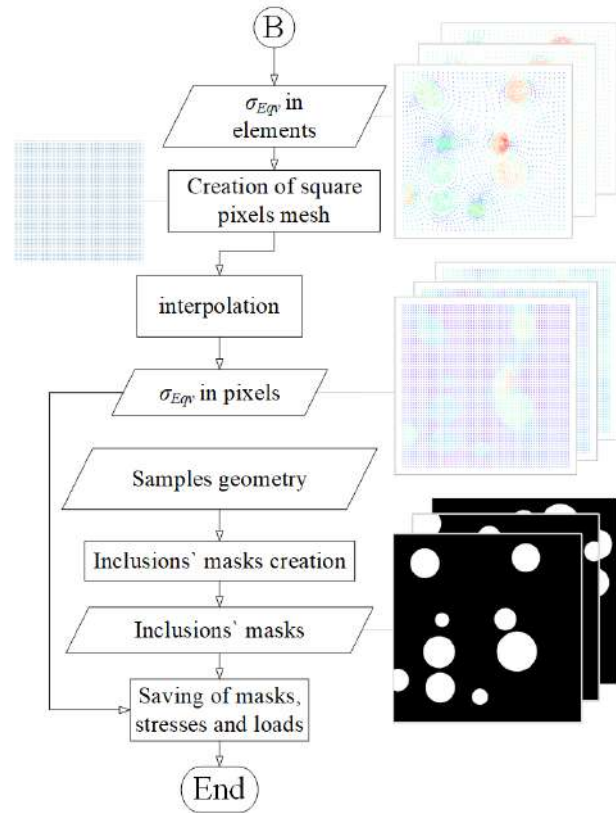 B
σEqv in
elements
Creation of square
pixels mesh
interpolation
σEqv in pixels
Samples geometry
Inclusions` masks creation
Inclusions` masks
Saving of masks,
stresses and loads
End